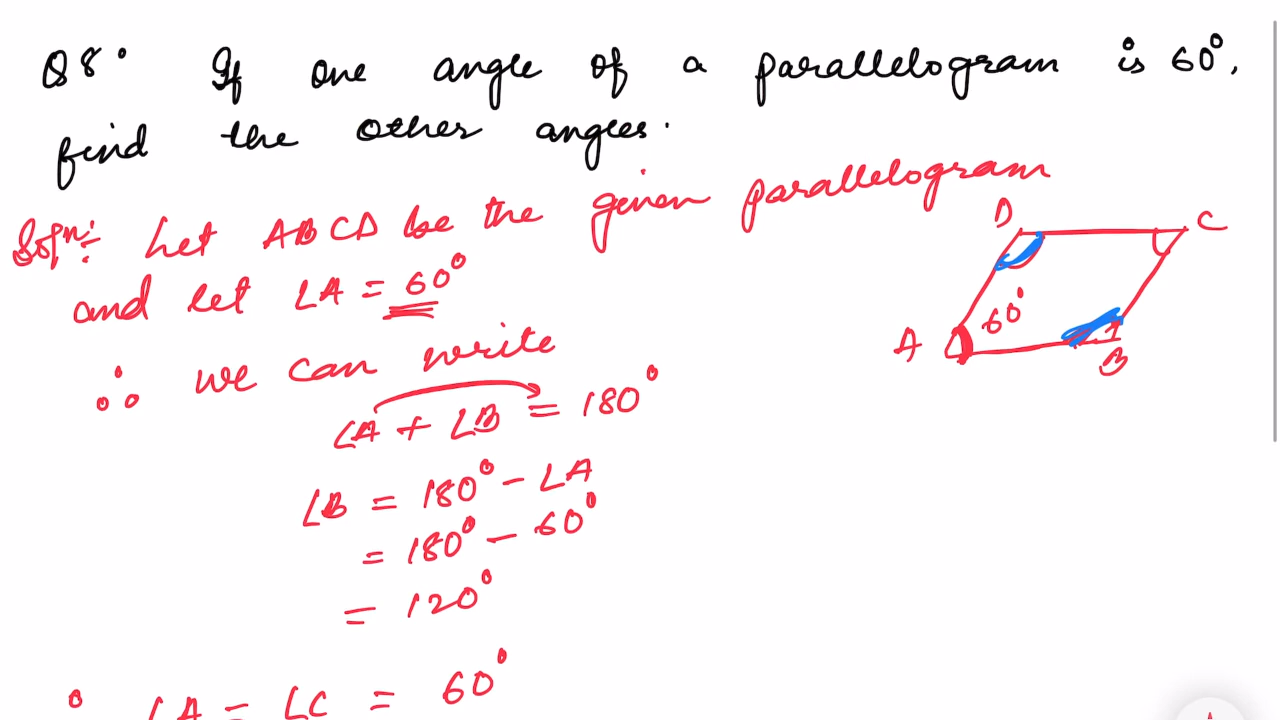 Q8° If one angle of a parallelogram is 60°,
find the other angles.
Solⁿ:- Let ABCD be the given parallelogram
and let ∠A = 60°
∴ we can write
∠A + ∠B = 180°
∠B = 180° - ∠A
= 180° - 60°
= 120°
∠A = ∠C = 60°
D
C
60°
A
B